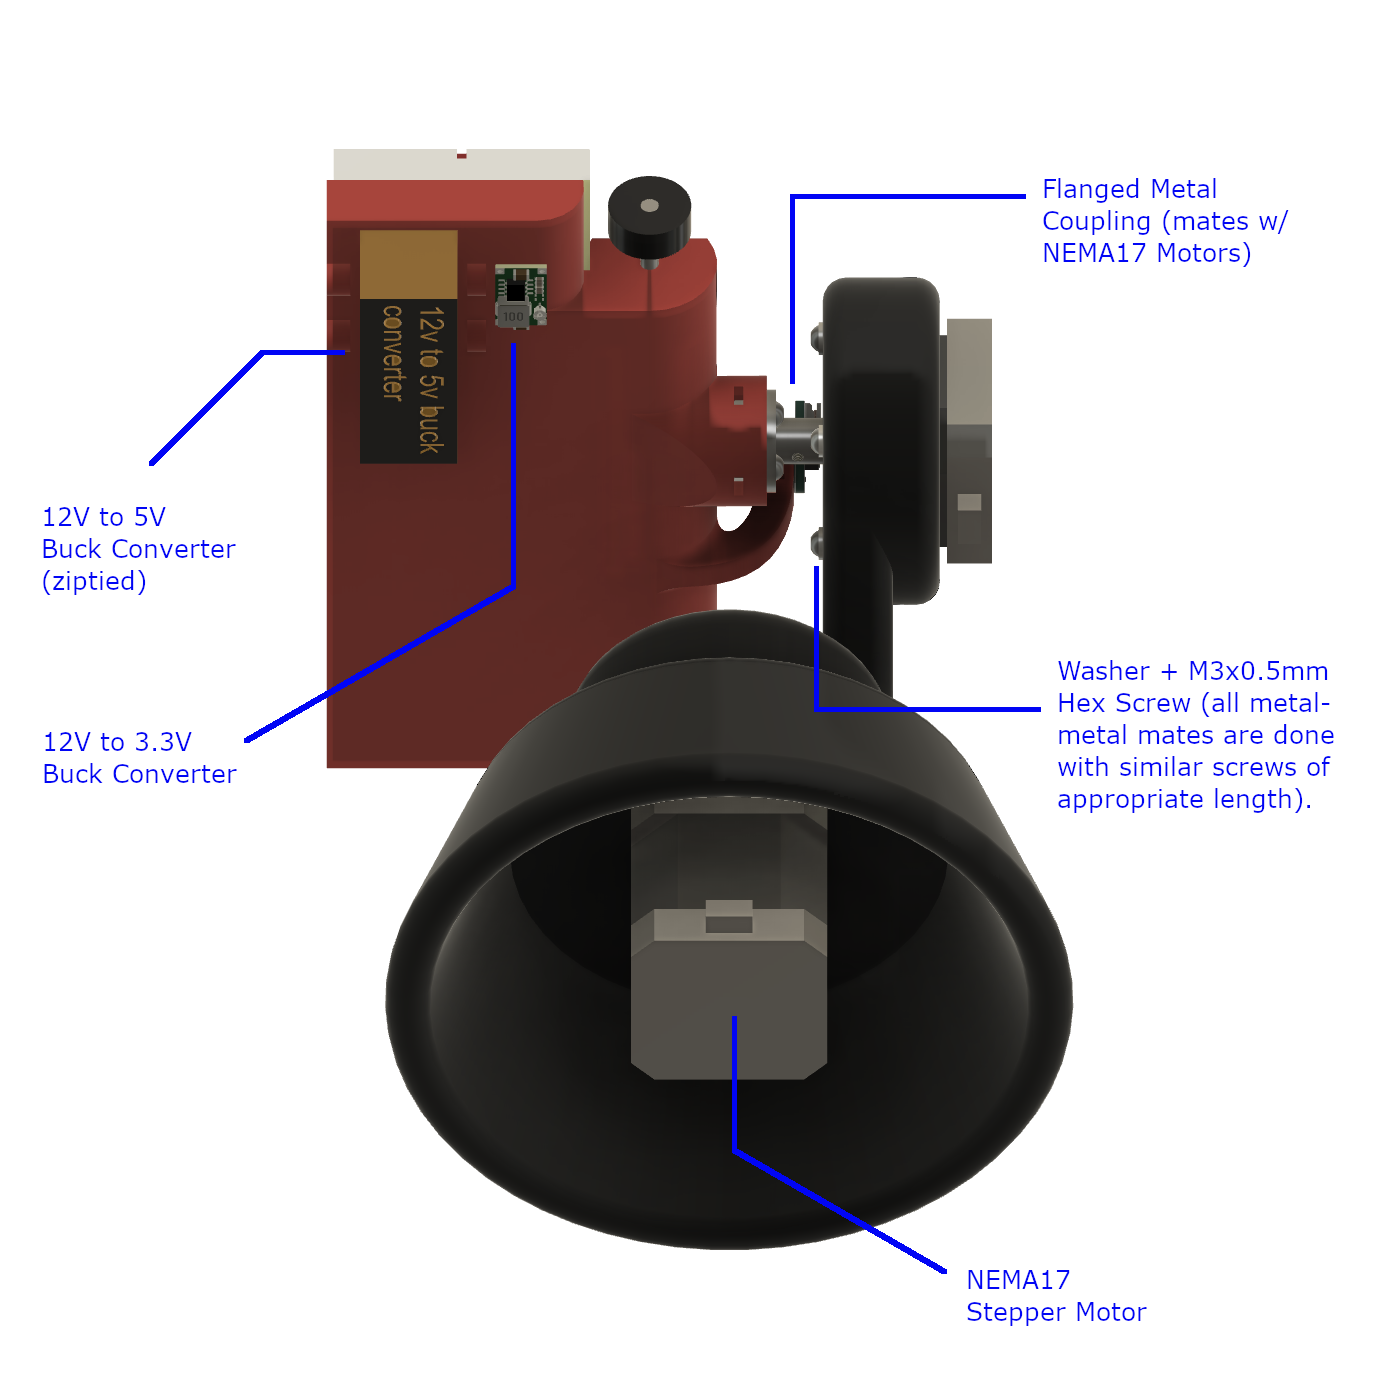 Flanged Metal
Coupling (mates w/
NEMA17 Motors)
12v to 5v buck
converter
100
12V to 5V
Buck Converter
(ziptied)
Washer + M3x0.5mm
Hex Screw (all metal-
metal mates are done
with similar screws of
appropriate length).
12V to 3.3V
Buck Converter
NEMA17
Stepper Motor